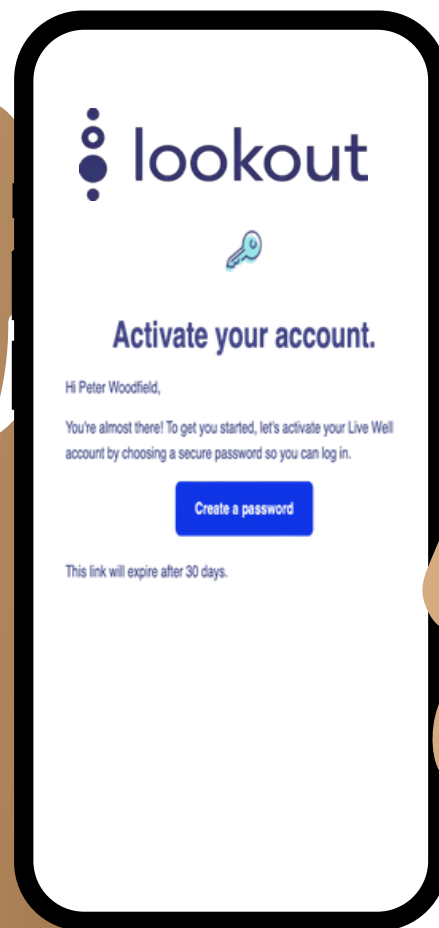 lookout
Activate your account.
Hi Peter Woodfield,
You're almost there! To get you started, let's activate your Live Well
account by choosing a secure password so you can log in.
Create a password
This link will expire after 30 days.